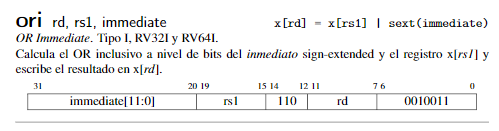 ori rd, rs1, immediate x[rd] = x[rs1] | sext(immediate)
OR Immediate. Tipo I, RV32I y RV64I.
Calcula el OR inclusivo a nivel de bits del inmediato sign-extended y el registro x[rs1] y
escribe el resultado en x[rd].
31 20 19 15 14 12 11 7 6 0
immediate[11:0] rs1 110 rd 0010011